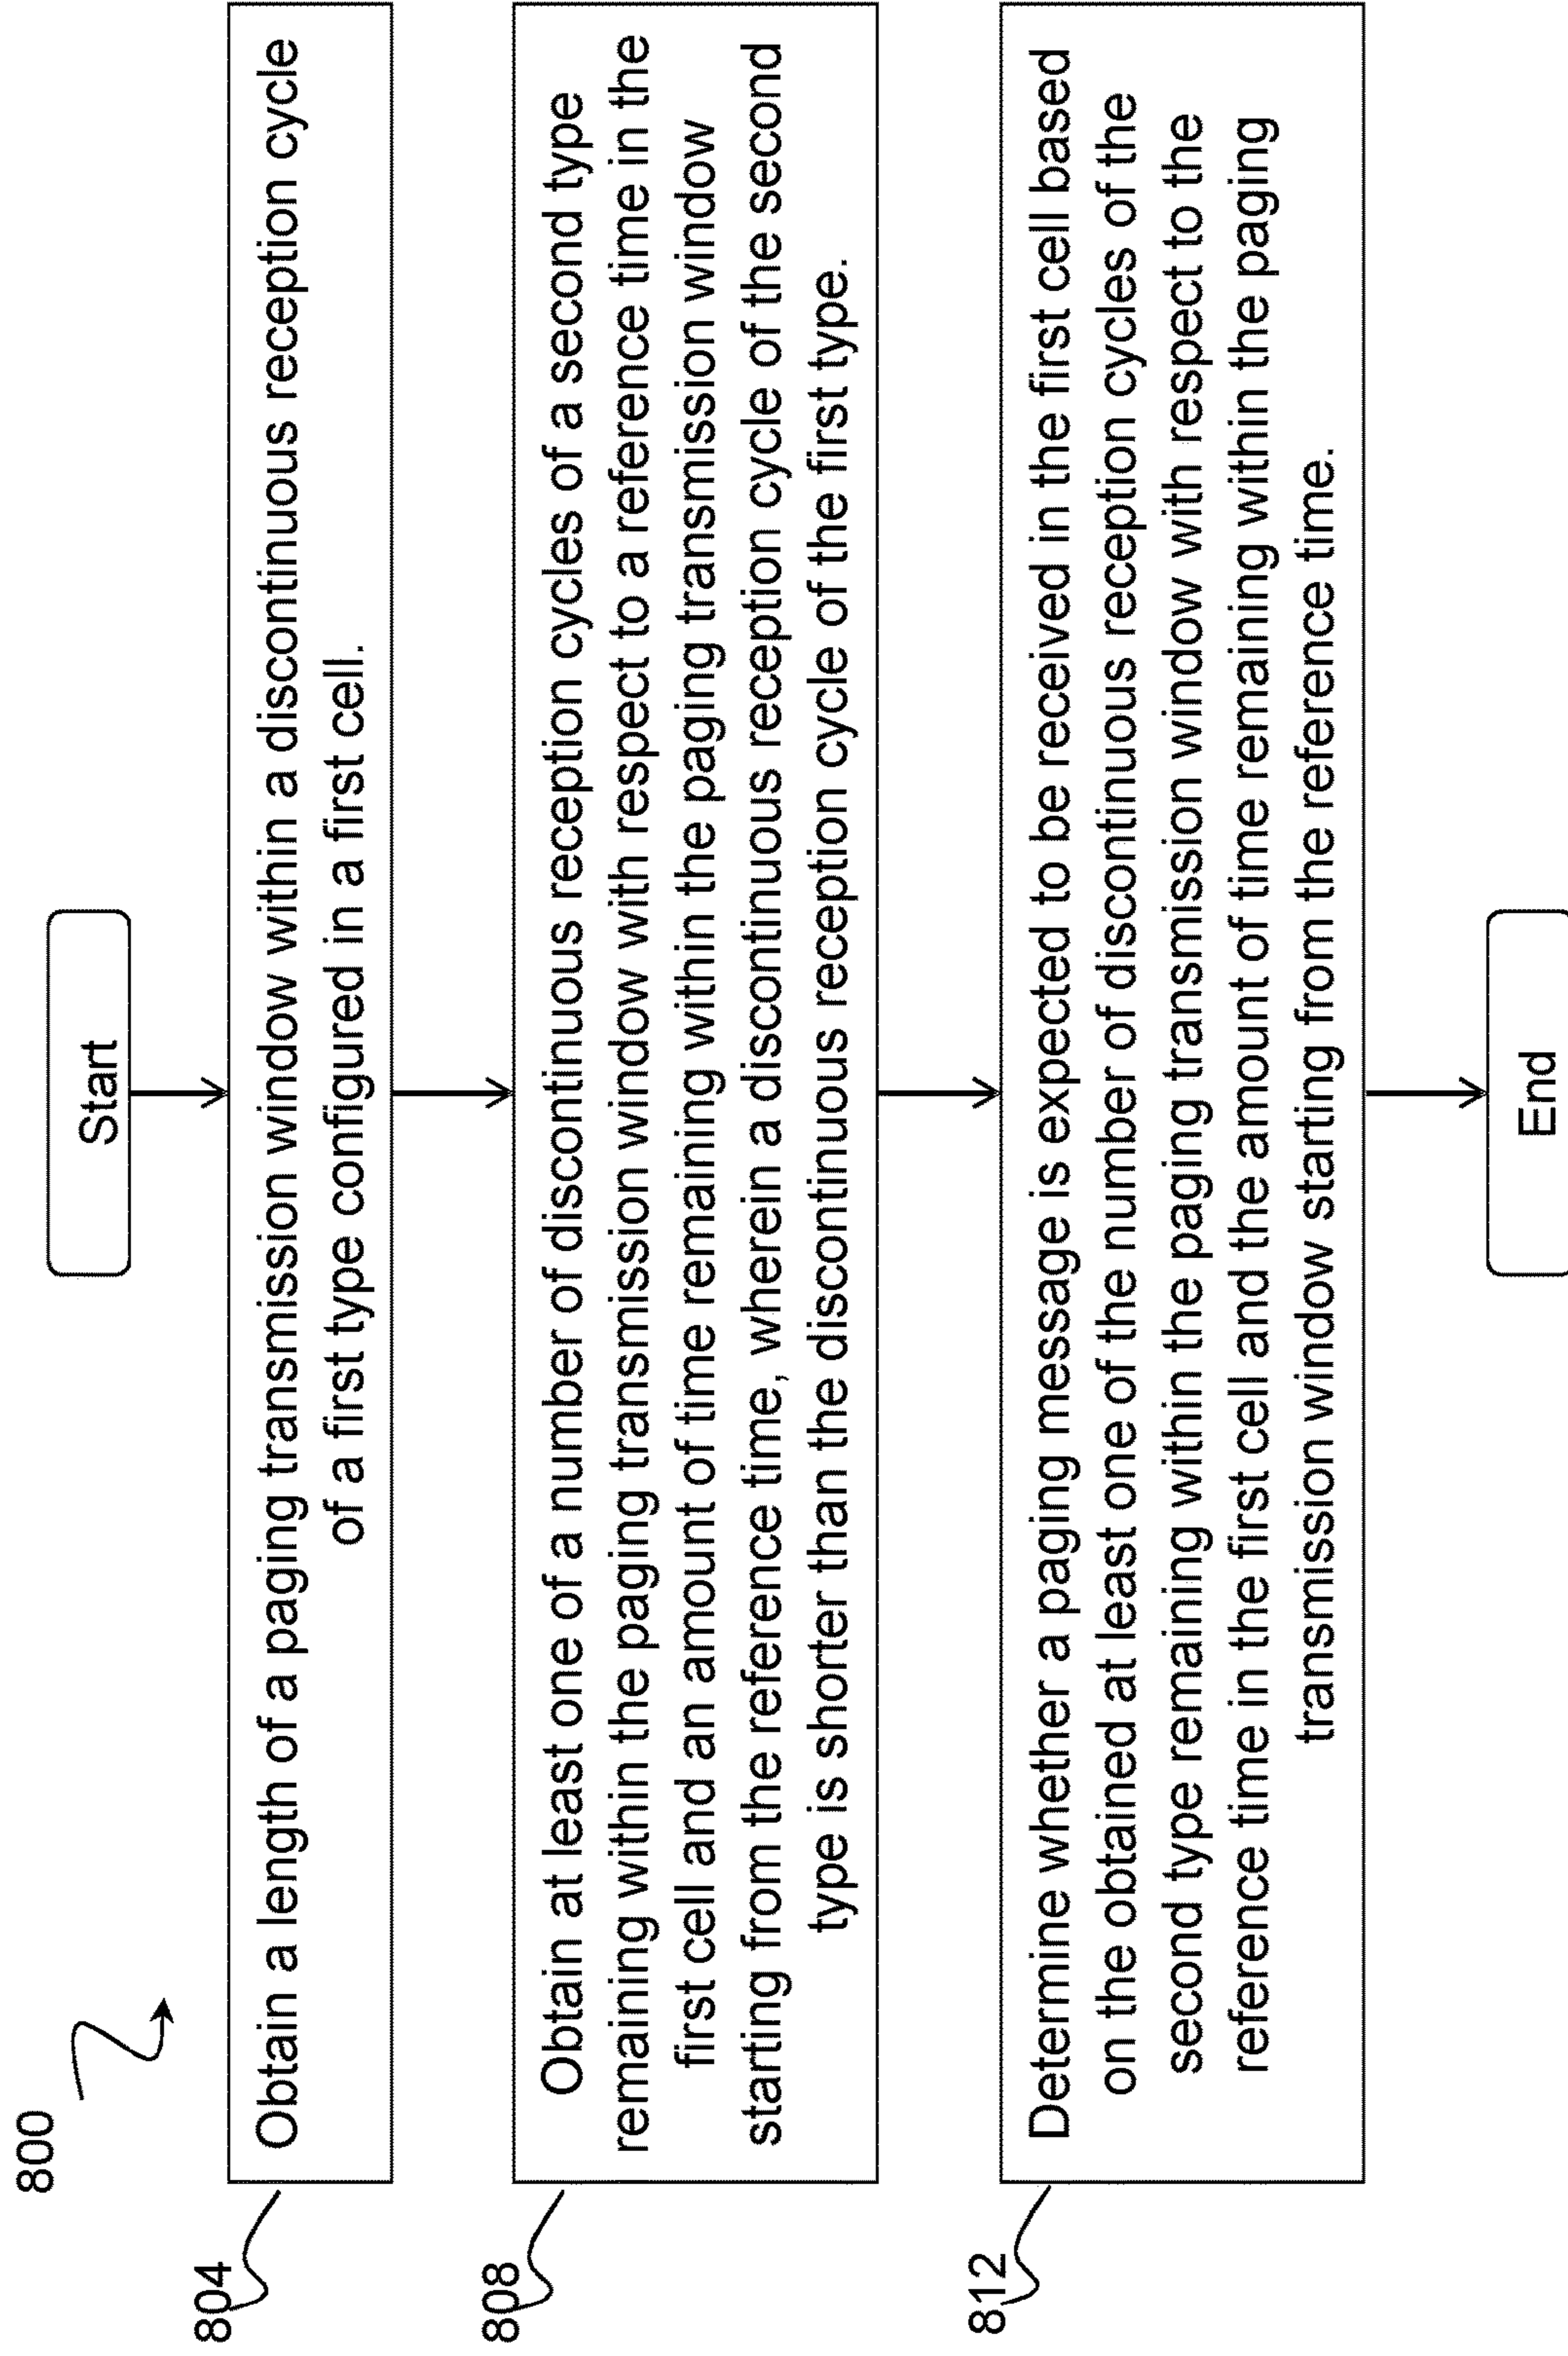 800
Start
804
Obtain a length of a paging transmission window within a discontinuous reception cycle
of a first type configured in a first cell.
808
Obtain at least one of a number of discontinuous reception cycles of a second type
remaining within the paging transmission window with respect to a reference time in the
first cell and an amount of time remaining within the paging transmission window
starting from the reference time, wherein a discontinuous reception cycle of the second
type is shorter than the discontinuous reception cycle of the first type.
812
Determine whether a paging message is expected to be received in the first cell based
on the obtained at least one of the number of discontinuous reception cycles of the
second type remaining within the paging transmission window with respect to the
reference time in the first cell and the amount of time remaining within the paging
transmission window starting from the reference time.
End